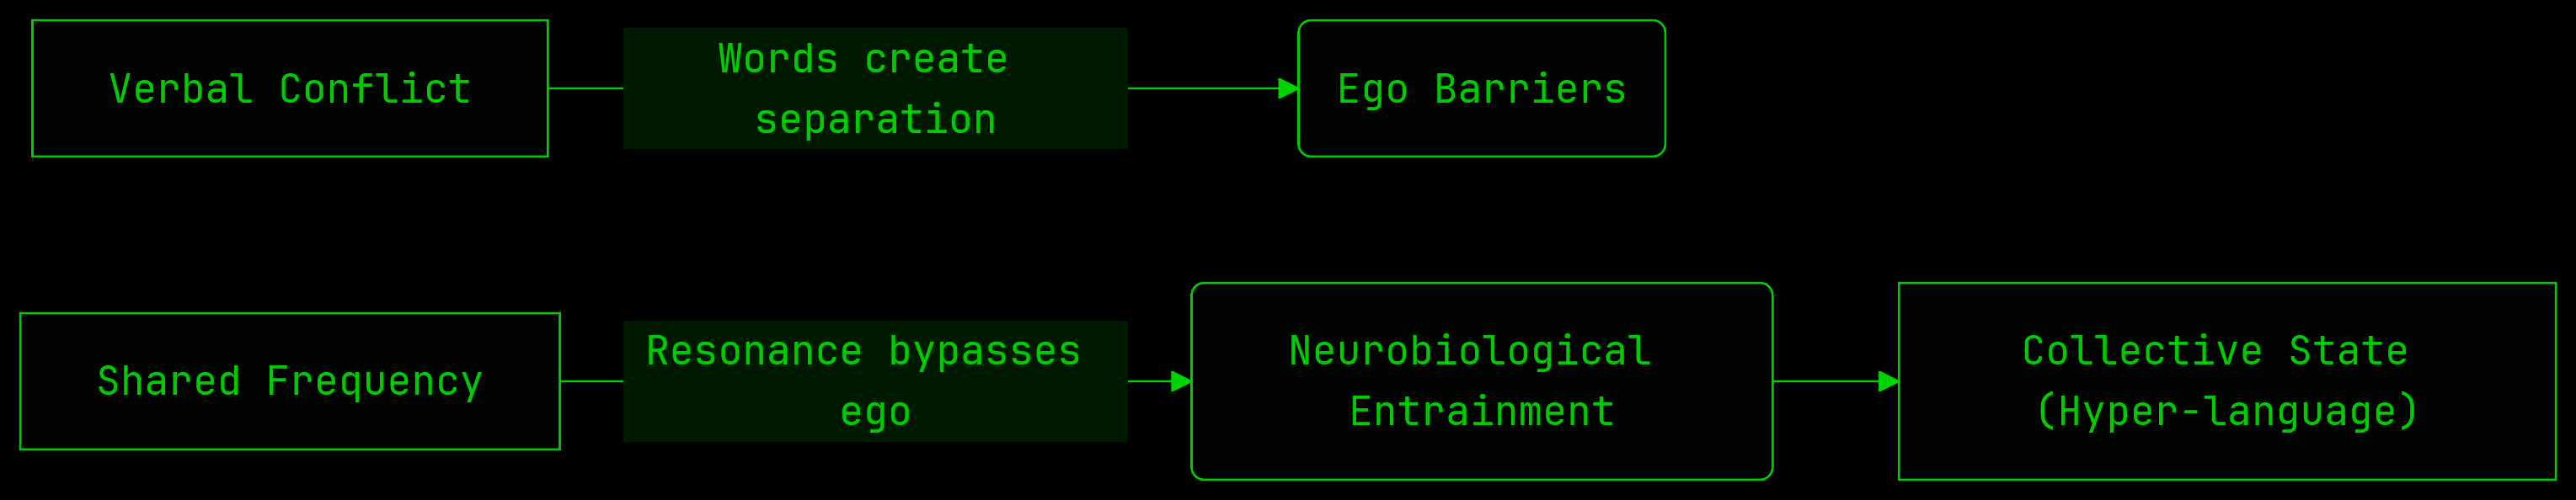 Verbal Conflict
Words create
separation
Ego Barriers
Shared Frequency
Resonance bypasses
ego
Neurobiological
Entrainment
Collective State
(Hyper-language)